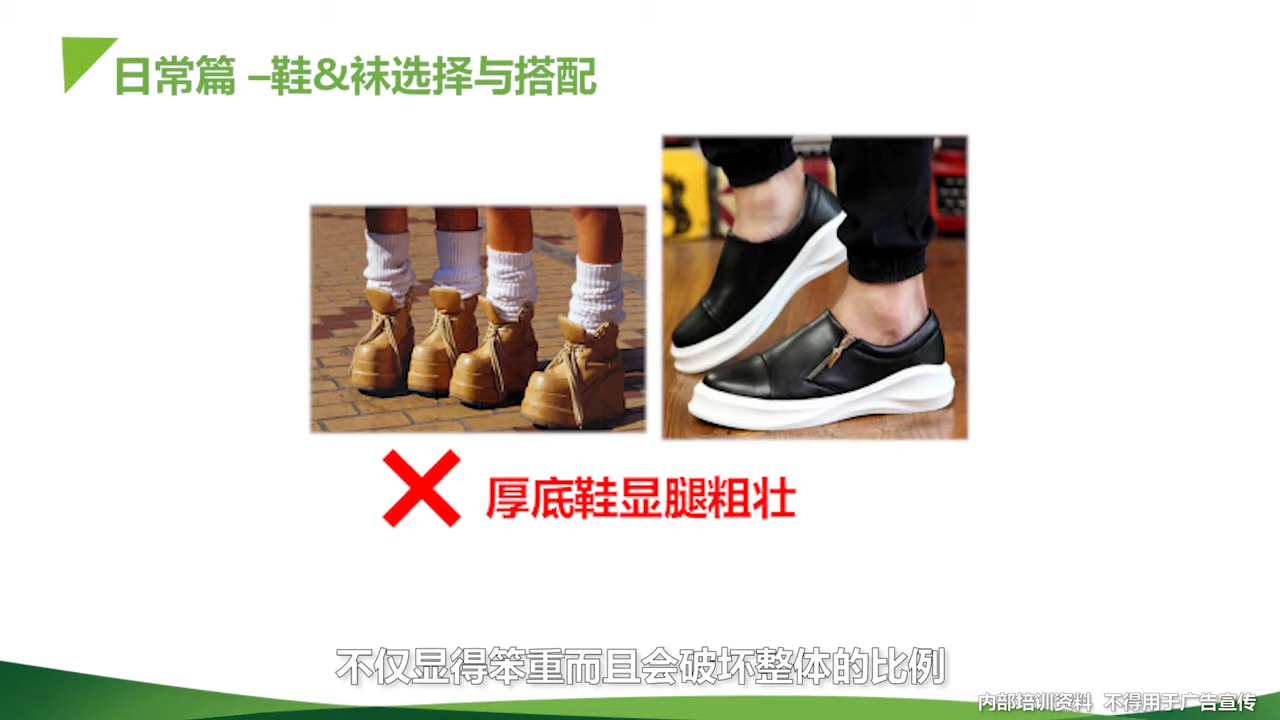 日常篇 –鞋&袜选择与搭配
厚底鞋显腿粗壮
不仅显得笨重而且会破坏整体的比例
内部培训资料 不得用于广告宣传